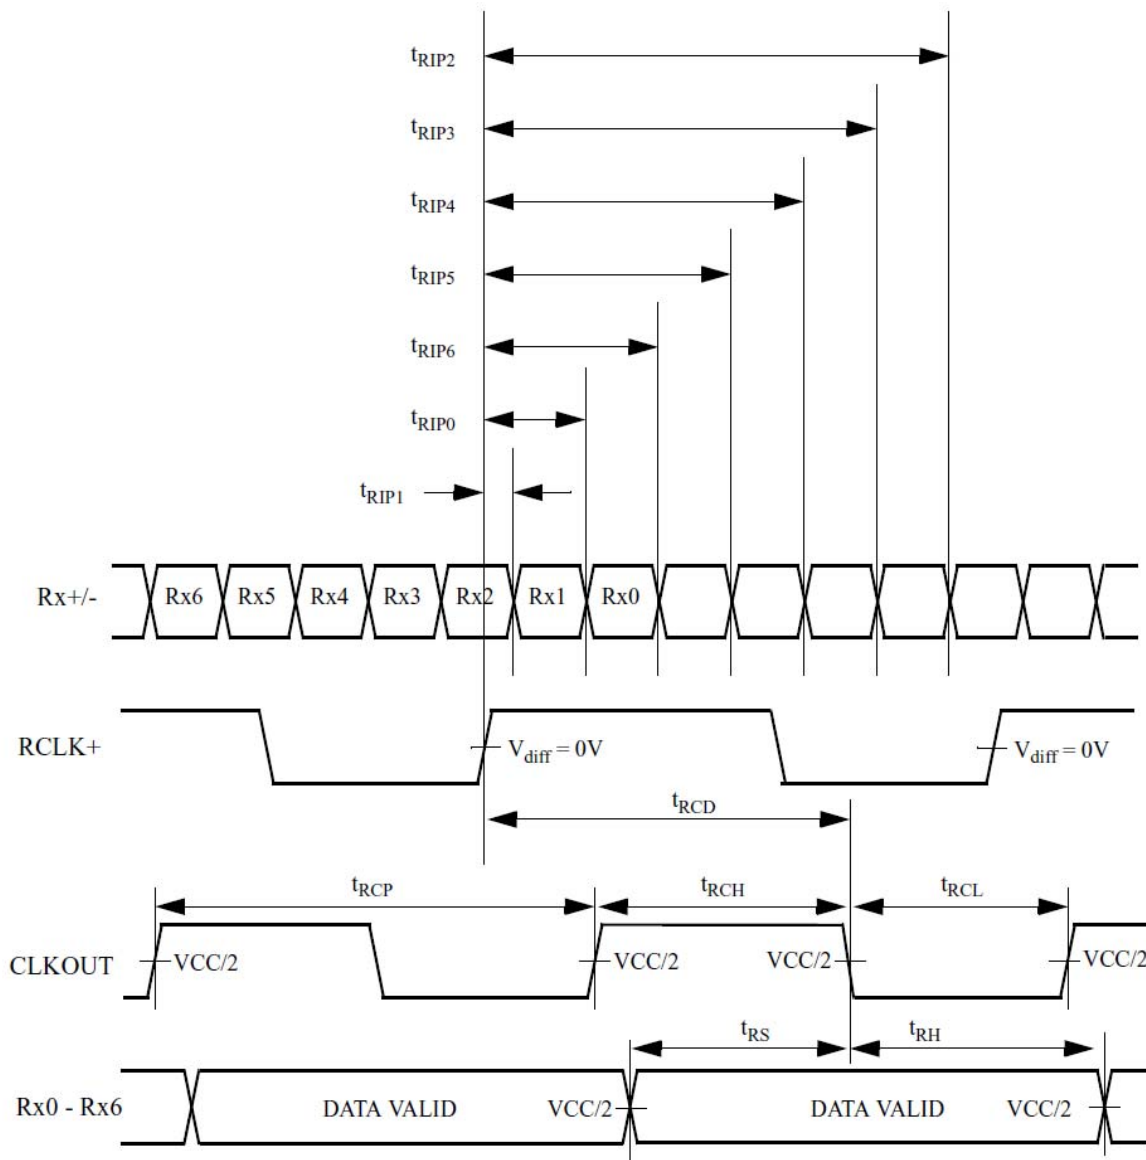 tRIP2
tRIP3
tRIP4
tRIP5
tRIP6
tRIP0
tRIP1
Rx+/- Rx6 Rx5 Rx4 Rx3 Rx2 Rx1 Rx0
RCLK+ Vdiff = 0V Vdiff = 0V
tRCD
tRCP tRCH tRCL
CLKOUT VCC/2 VCC/2 VCC/2 VCC/2
tRS tRH
Rx0 - Rx6 DATA VALID VCC/2 DATA VALID VCC/2